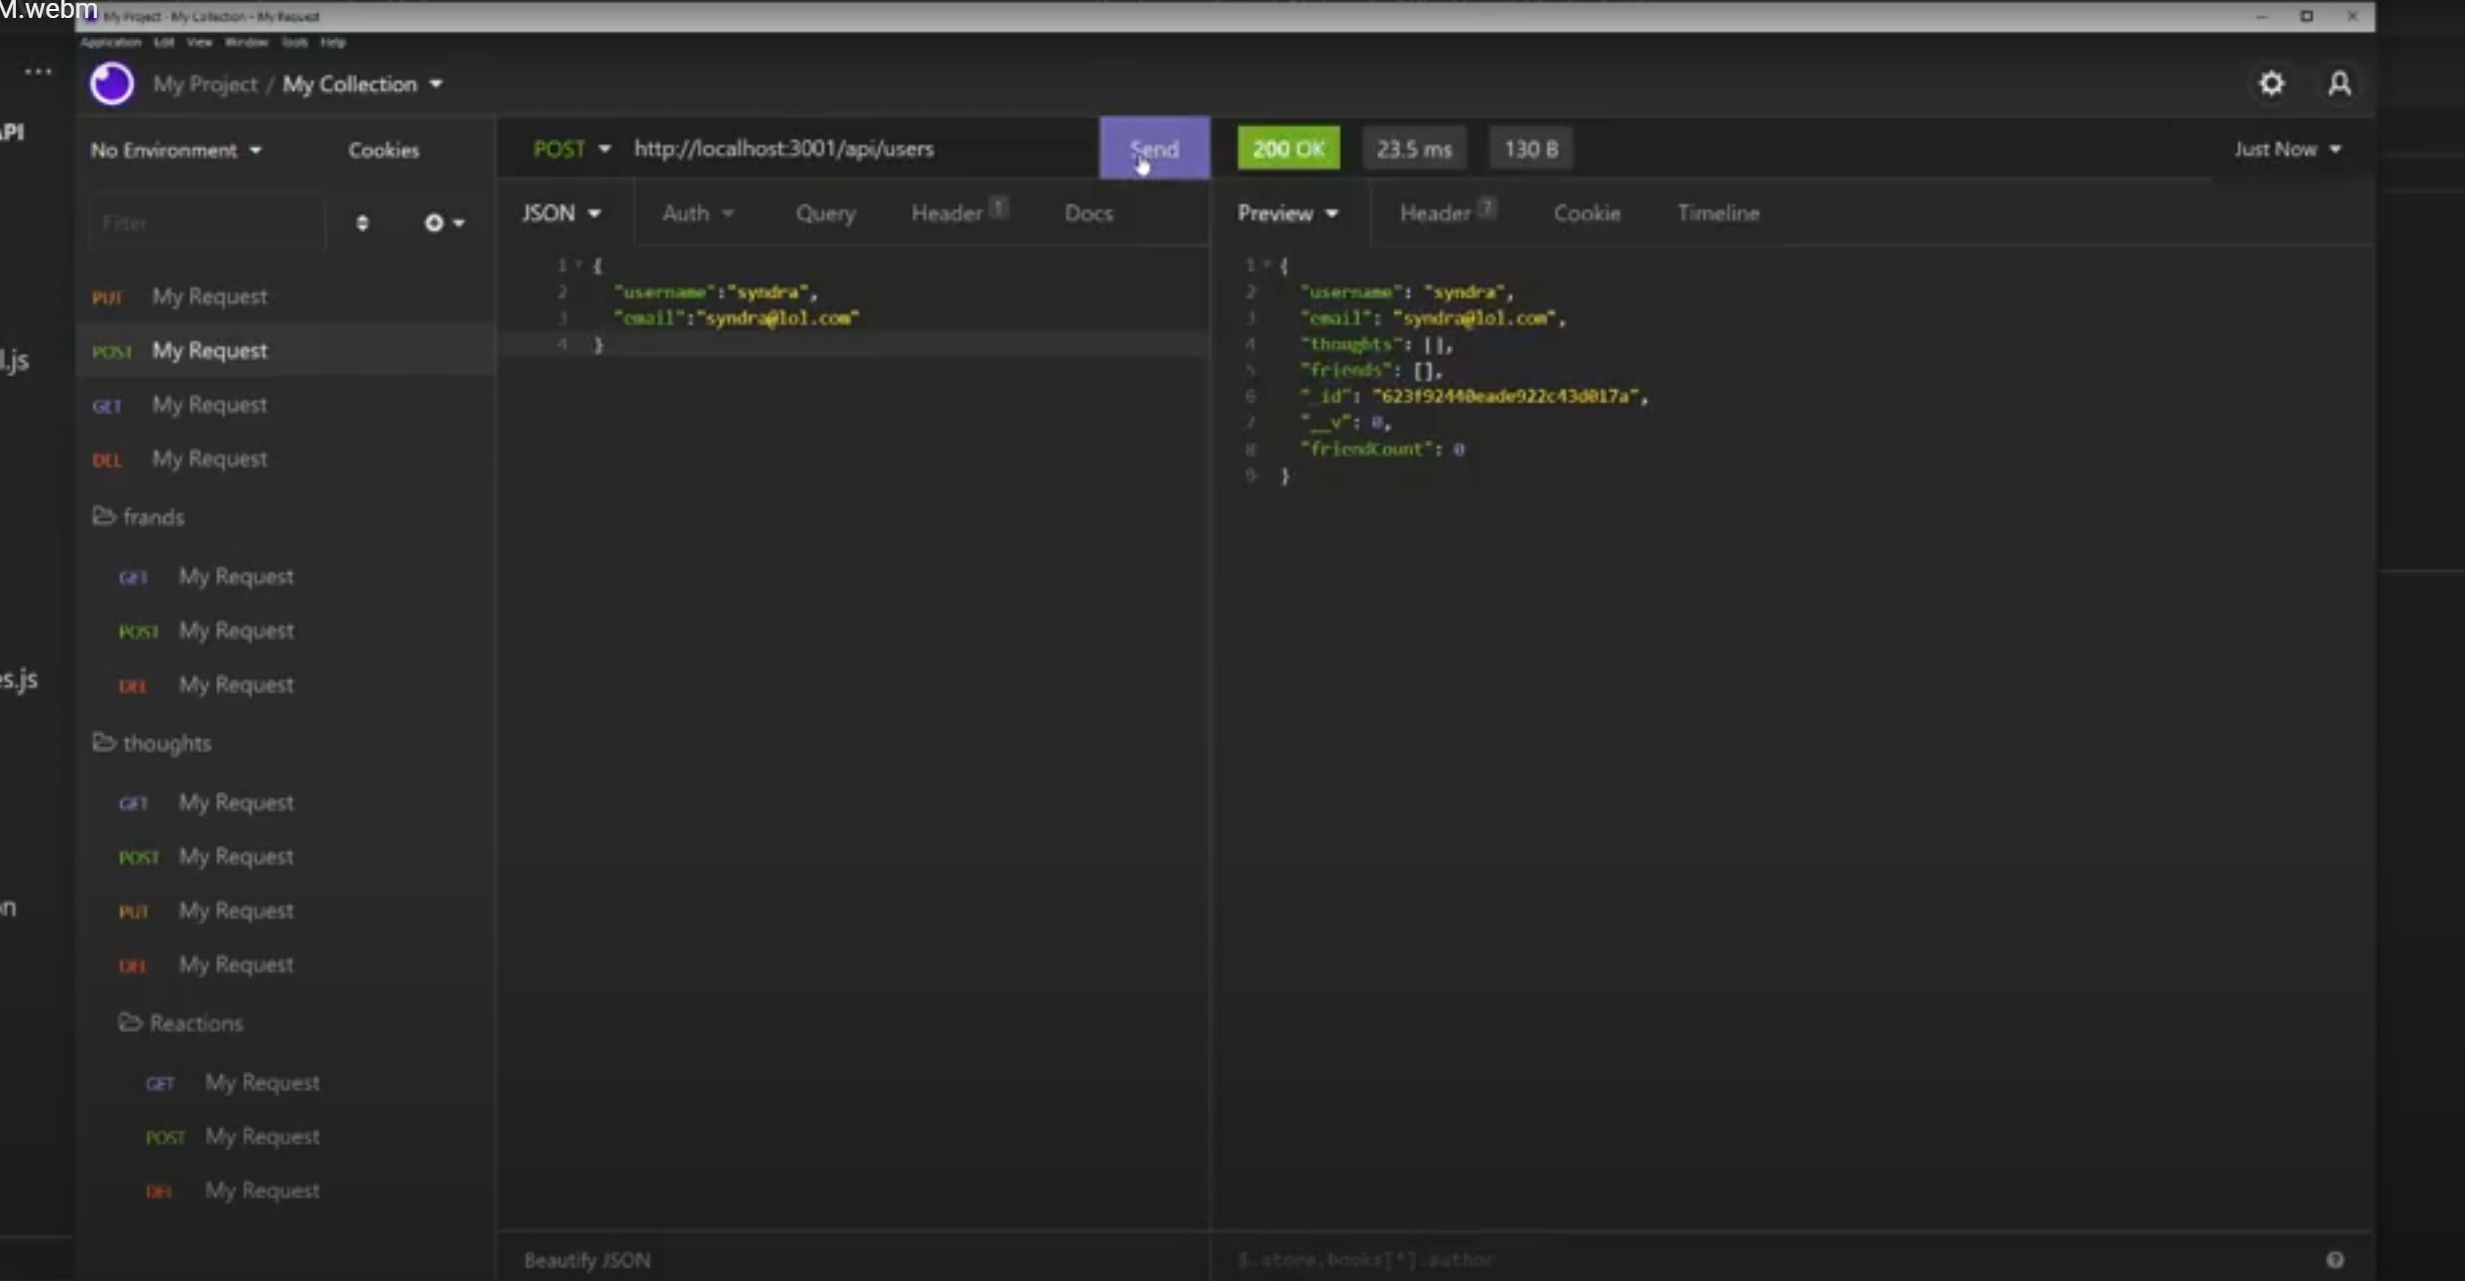 M.webm
My Project - My Collection – My Request
Application Edit View Window Tools Help
...
My Project / My Collection
API
No Environment Cookies
POST http://localhost:3001/api/users Send
200 OK 23.5 ms 130 B Just Now
Filter
JSON Auth Query Header 1 Docs
Preview Header 7 Cookie Timeline
PUT My Request
POST My Request
GET My Request
DEL My Request
frands
GET My Request
POST My Request
DEL My Request
thoughts
GET My Request
POST My Request
PUT My Request
DEL My Request
Reactions
GET My Request
POST My Request
DEL My Request
l.js
es.js
on
1 {
2 "username":"syndra",
3 "email":"syndra@lol.com"
4 }
1 {
2 "username": "syndra",
3 "email": "syndra@lol.com",
4 "thoughts": [],
5 "friends": [],
6 "_id": "623f92440eade922c43d017a",
7 "__v": 0,
8 "friendCount": 0
9 }
Beautify JSON
$.store.books[*].author